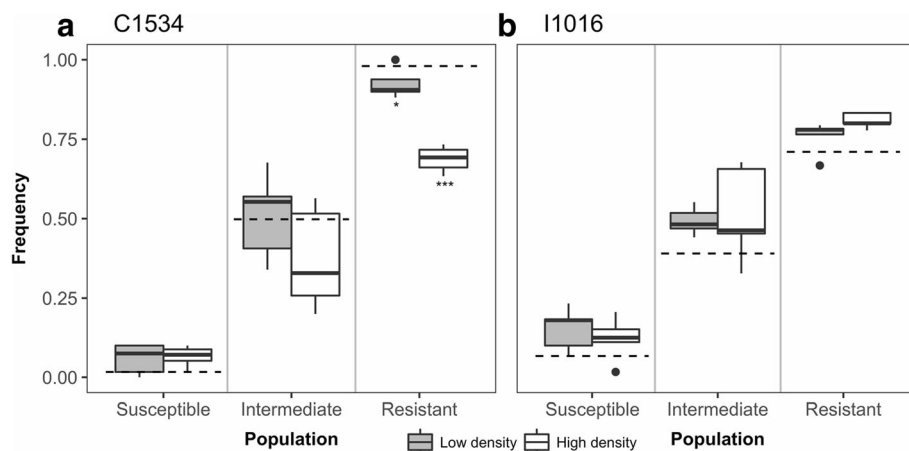 a C1534
b I1016
Frequency
1.00
0.75
0.50
0.25
0.00
*
***
Susceptible Intermediate Resistant
Susceptible Intermediate Resistant
Population
Low density High density
Population